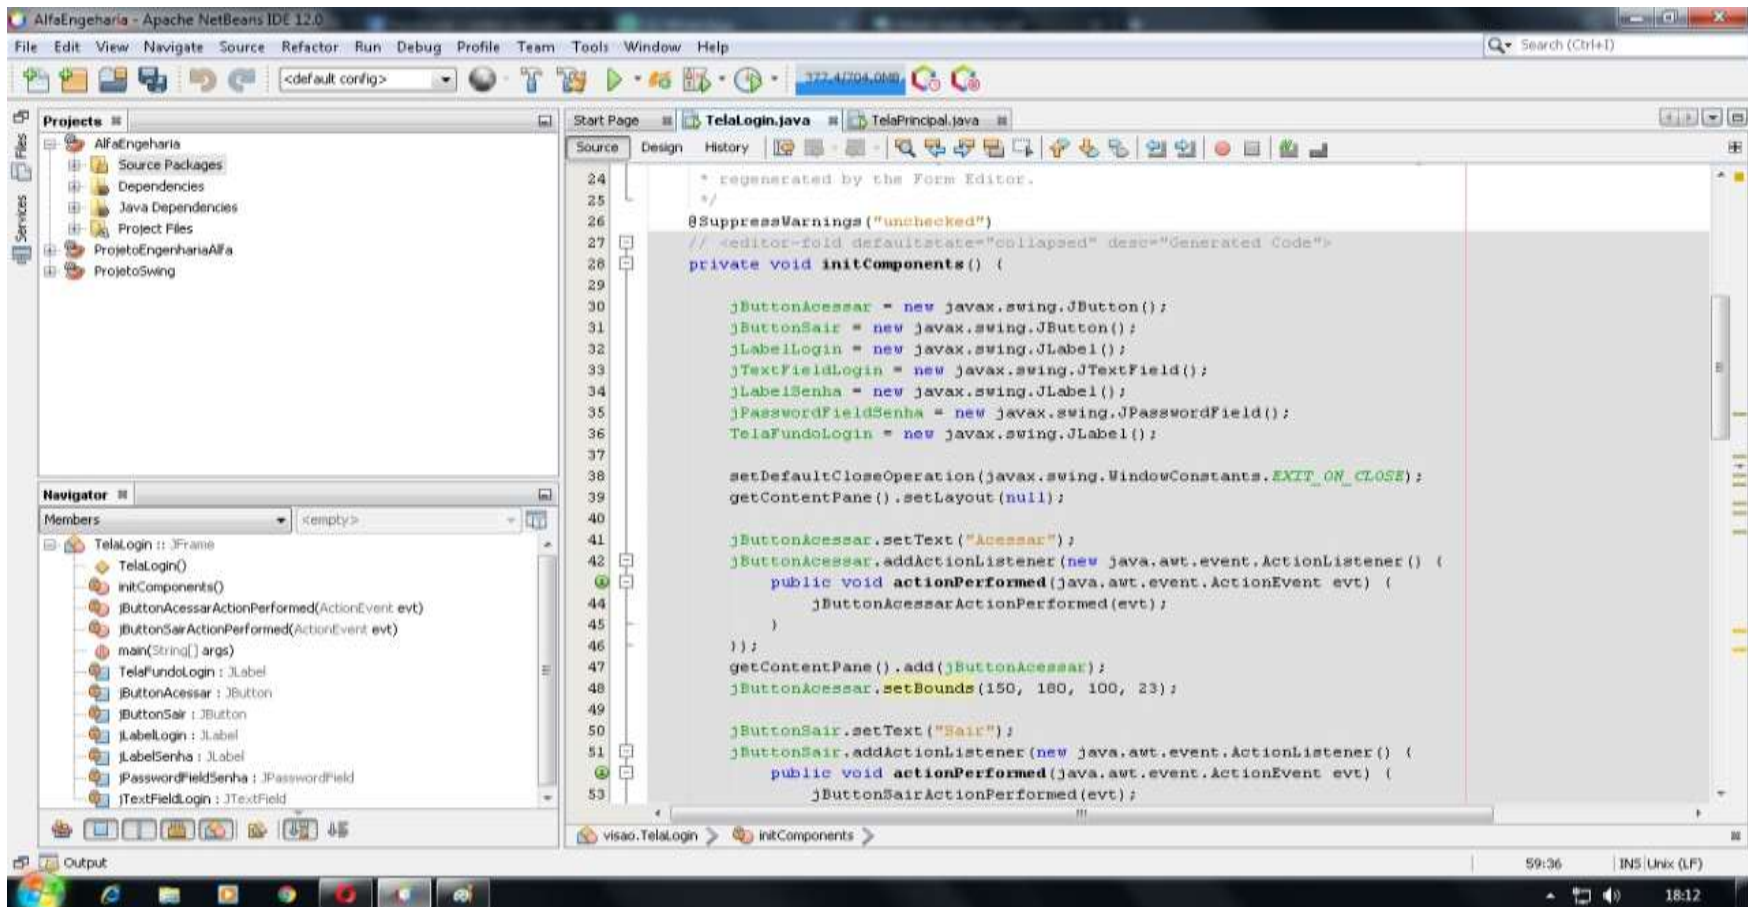 AlfaEngeharia - Apache NetBeans IDE 12.0
File Edit View Navigate Source Refactor Run Debug Profile Team Tools Window Help
Search (Ctrl+I)
<default config>
377,4/704,0MB
Files
Services
Projects
AlfaEngeharia
Source Packages
Dependencies
Java Dependencies
Project Files
ProjetoEngenhariaAlfa
ProjetoSwing
Navigator
Members
<empty>
TelaLogin :: JFrame
TelaLogin()
initComponents()
jButtonAcessarActionPerformed(ActionEvent evt)
jButtonSairActionPerformed(ActionEvent evt)
main(String[] args)
TelaFundoLogin : JLabel
jButtonAcessar : JButton
jButtonSair : JButton
jLabelLogin : JLabel
jLabelSenha : JLabel
jPasswordFieldSenha : JPasswordField
jTextFieldLogin : JTextField
Start Page TelaLogin.java TelaPrincipal.java
Source Design History
24 * regenerated by the Form Editor.
25 */
26 @SuppressWarnings("unchecked")
27 // <editor-fold defaultstate="collapsed" desc="Generated Code">
28 private void initComponents() {
29
30 jButtonAcessar = new javax.swing.JButton();
31 jButtonSair = new javax.swing.JButton();
32 jLabelLogin = new javax.swing.JLabel();
33 jTextFieldLogin = new javax.swing.JTextField();
34 jLabelSenha = new javax.swing.JLabel();
35 jPasswordFieldSenha = new javax.swing.JPasswordField();
36 TelaFundoLogin = new javax.swing.JLabel();
37
38 setDefaultCloseOperation(javax.swing.WindowConstants.EXIT_ON_CLOSE);
39 getContentPane().setLayout(null);
40
41 jButtonAcessar.setText("Acessar");
42 jButtonAcessar.addActionListener(new java.awt.event.ActionListener() {
public void actionPerformed(java.awt.event.ActionEvent evt) {
44 jButtonAcessarActionPerformed(evt);
45 }
46 });
47 getContentPane().add(jButtonAcessar);
48 jButtonAcessar.setBounds(150, 180, 100, 23);
49
50 jButtonSair.setText("Sair");
51 jButtonSair.addActionListener(new java.awt.event.ActionListener() {
public void actionPerformed(java.awt.event.ActionEvent evt) {
53 jButtonSairActionPerformed(evt);
visao.TelaLogin initComponents
Output
59:36 INS Unix (LF)
18:12